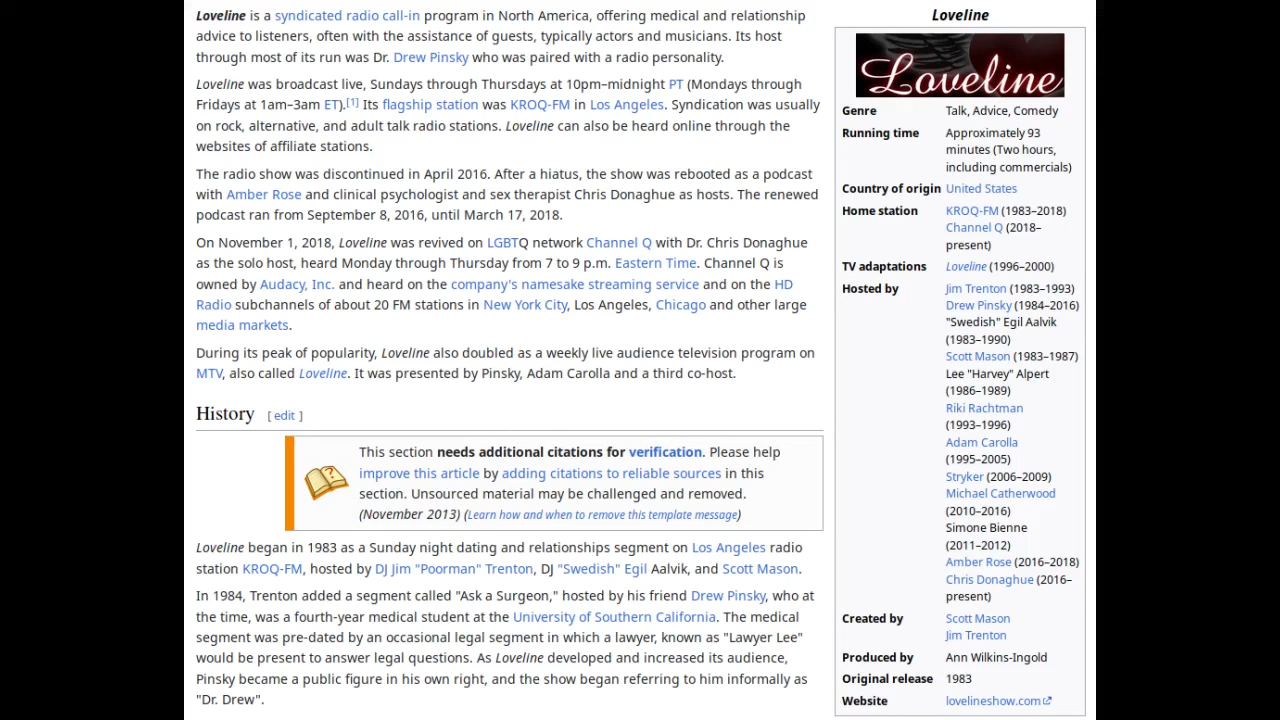 Loveline is a syndicated radio call-in program in North America, offering medical and relationship
advice to listeners, often with the assistance of guests, typically actors and musicians. Its host
through most of its run was Dr. Drew Pinsky who was paired with a radio personality.
Loveline was broadcast live, Sundays through Thursdays at 10pm–midnight PT (Mondays through
Fridays at 1am–3am ET).[1] Its flagship station was KROQ-FM in Los Angeles. Syndication was usually
on rock, alternative, and adult talk radio stations. Loveline can also be heard online through the
websites of affiliate stations.
The radio show was discontinued in April 2016. After a hiatus, the show was rebooted as a podcast
with Amber Rose and clinical psychologist and sex therapist Chris Donaghue as hosts. The renewed
podcast ran from September 8, 2016, until March 17, 2018.
On November 1, 2018, Loveline was revived on LGBTQ network Channel Q with Dr. Chris Donaghue
as the solo host, heard Monday through Thursday from 7 to 9 p.m. Eastern Time. Channel Q is
owned by Audacy, Inc. and heard on the company's namesake streaming service and on the HD
Radio subchannels of about 20 FM stations in New York City, Los Angeles, Chicago and other large
media markets.
During its peak of popularity, Loveline also doubled as a weekly live audience television program on
MTV, also called Loveline. It was presented by Pinsky, Adam Carolla and a third co-host.
History [ edit ]
This section needs additional citations for verification. Please help
improve this article by adding citations to reliable sources in this
section. Unsourced material may be challenged and removed.
(November 2013) (Learn how and when to remove this template message)
Loveline began in 1983 as a Sunday night dating and relationships segment on Los Angeles radio
station KROQ-FM, hosted by DJ Jim "Poorman" Trenton, DJ "Swedish" Egil Aalvik, and Scott Mason.
In 1984, Trenton added a segment called "Ask a Surgeon," hosted by his friend Drew Pinsky, who at
the time, was a fourth-year medical student at the University of Southern California. The medical
segment was pre-dated by an occasional legal segment in which a lawyer, known as "Lawyer Lee"
would be present to answer legal questions. As Loveline developed and increased its audience,
Pinsky became a public figure in his own right, and the show began referring to him informally as
"Dr. Drew".
Loveline
Loveline
Genre Talk, Advice, Comedy
Running time Approximately 93
minutes (Two hours,
including commercials)
Country of origin United States
Home station KROQ-FM (1983–2018)
Channel Q (2018–
present)
TV adaptations Loveline (1996–2000)
Hosted by Jim Trenton (1983–1993)
Drew Pinsky (1984–2016)
"Swedish" Egil Aalvik
(1983–1990)
Scott Mason (1983–1987)
Lee "Harvey" Alpert
(1986–1989)
Riki Rachtman
(1993–1996)
Adam Carolla
(1995–2005)
Stryker (2006–2009)
Michael Catherwood
(2010–2016)
Simone Bienne
(2011–2012)
Amber Rose (2016–2018)
Chris Donaghue (2016–
present)
Created by Scott Mason
Jim Trenton
Produced by Ann Wilkins-Ingold
Original release 1983
Website lovelineshow.com